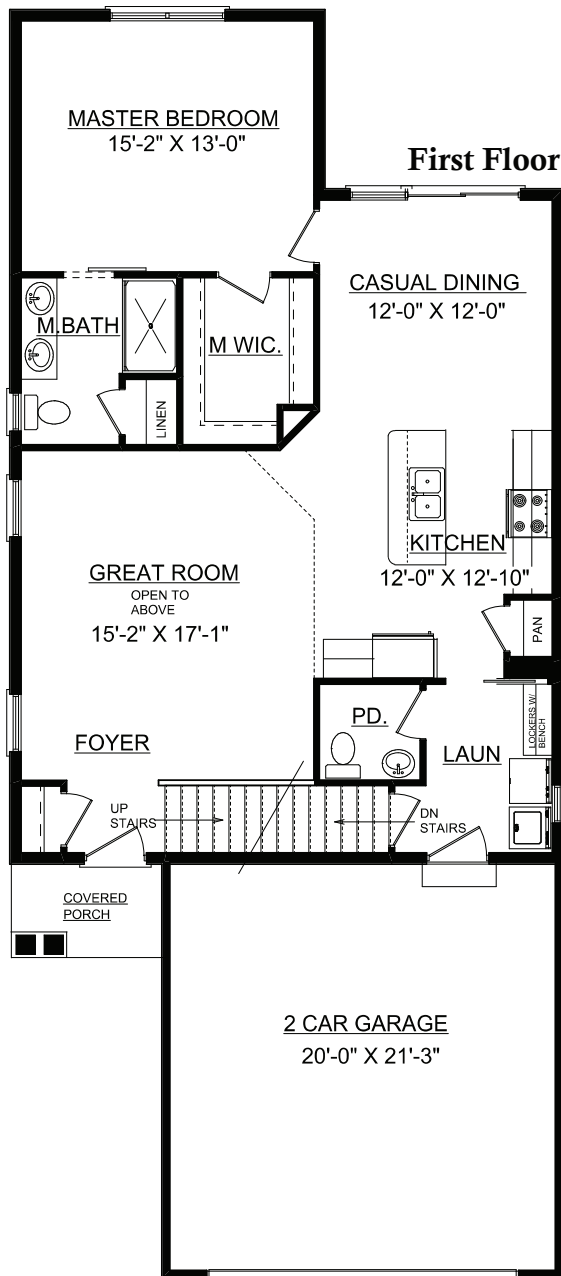 MASTER BEDROOM
15'-2" X 13'-0"
First Floor
CASUAL DINING
12'-0" X 12'-0"
M.BATH
M WIC.
LINEN
KITCHEN
12'-0" X 12'-10"
GREAT ROOM
OPEN TO
ABOVE
15'-2" X 17'-1"
PAN
PD.
LOCKERS W/
BENCH
FOYER
LAUN
UP
STAIRS
DN
STAIRS
COVERED
PORCH
2 CAR GARAGE
20'-0" X 21'-3"